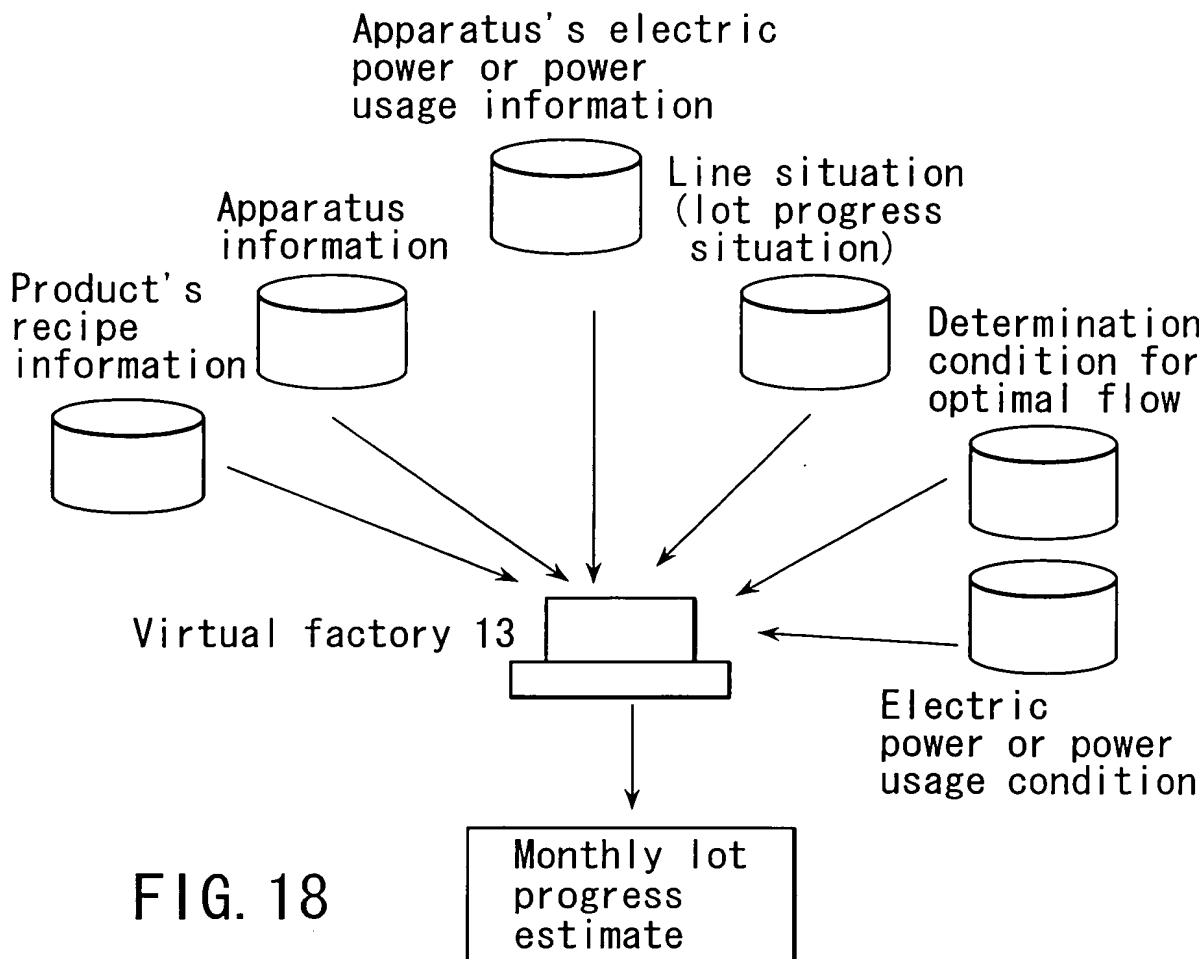 Apparatus's electric
power or power
usage information
Line situation
(lot progress
situation)
Apparatus
information
Product's
recipe
information
Determination
condition for
optimal flow
Virtual factory 13
Electric
power or power
usage condition
Monthly lot
progress
estimate
FIG. 18